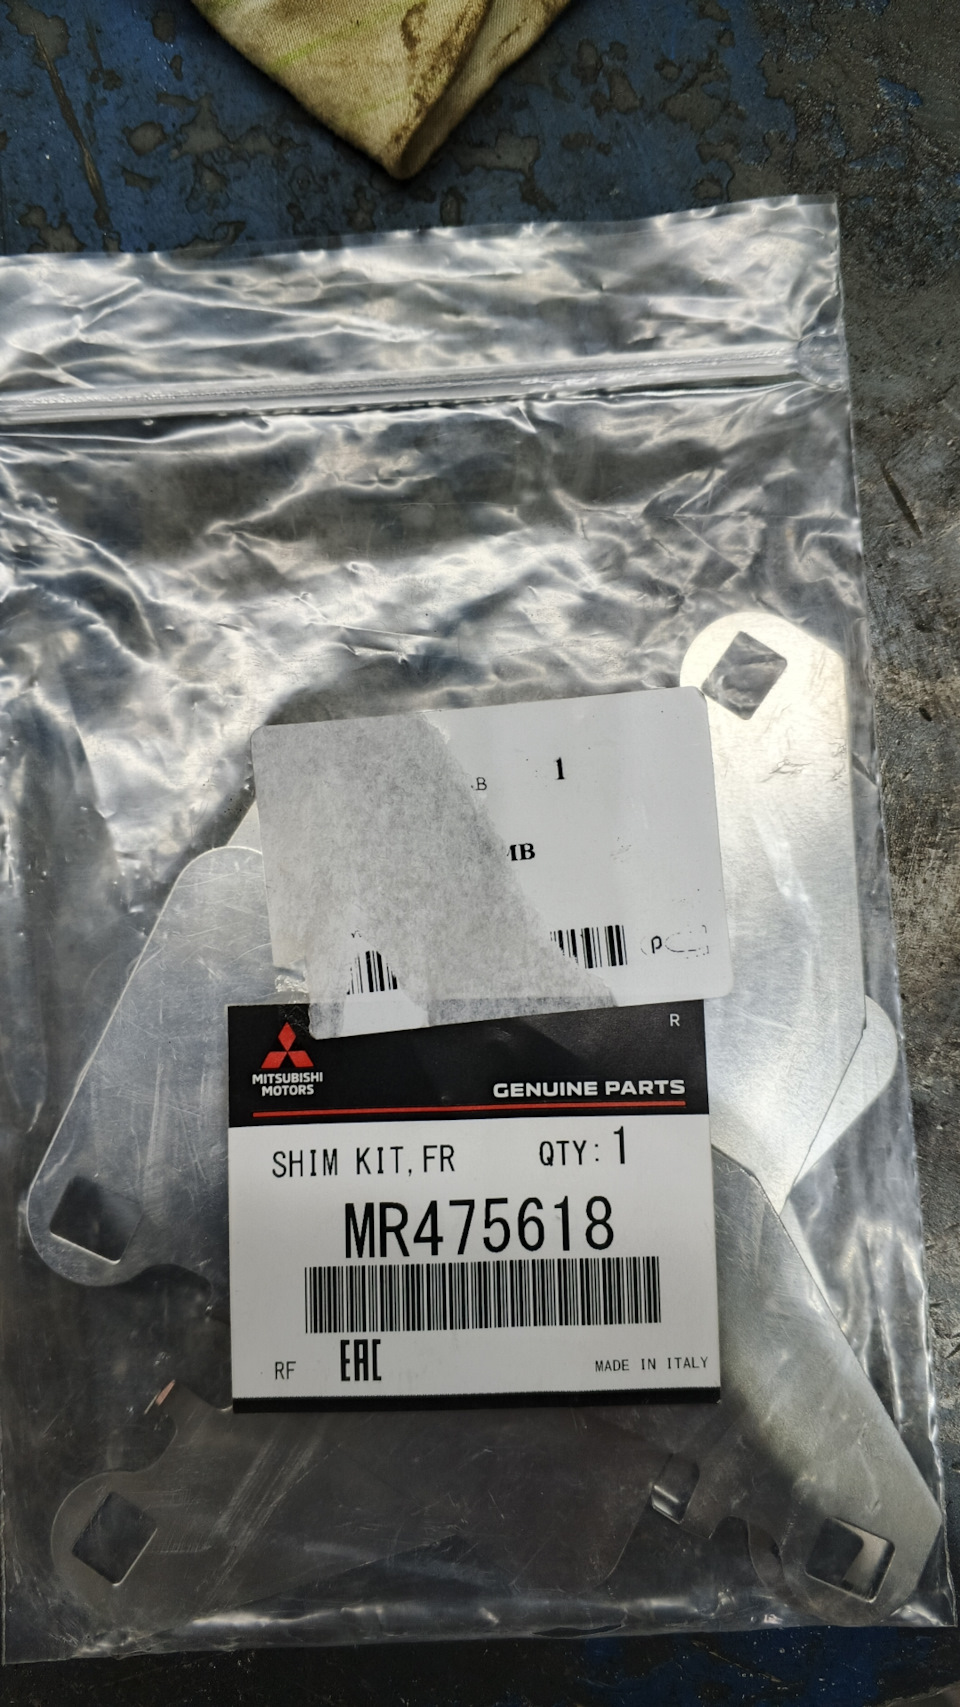 1
MB
R
MITSUBISHI
MOTORS
GENUINE PARTS
SHIM KIT, FR QTY: 1
MR475618
EAC
RF
MADE IN ITALY